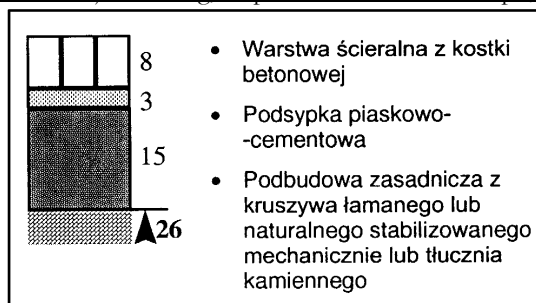 8
3
15
26
• Warstwa ścieralna z kostki
betonowej
• Podsypka piaskowo-
-cementowa
• Podbudowa zasadnicza z
kruszywa łamanego lub
naturalnego stabilizowanego
mechanicznie lub tłucznia
kamiennego